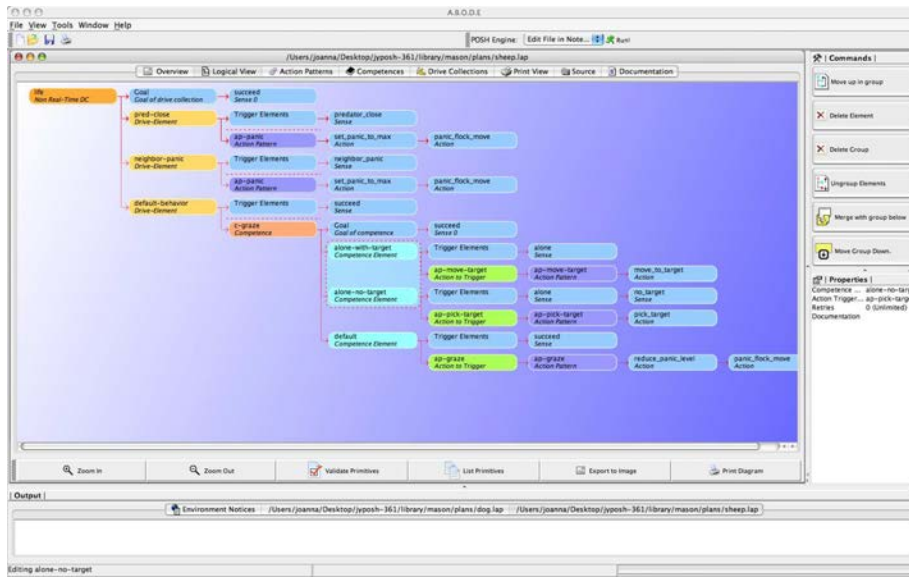 A.B.O.D.E
File View Tools Window Help
POSH Engine: Edit File in Note... Run!
/Users/joanna/Desktop/jyposh-361/library/mason/plans/sheep.lap
Overview Logical View Action Patterns Competences Drive Collections Print View Source Documentation
life
Non Real-Time DC
Goal
Goal of drive collection
succeed
Sense 0
pred-close
Drive-Element
Trigger Elements
predator_close
Sense
ap-panic
Action Pattern
set_panic_to_max
Action
panic_flock_move
Action
neighbor-panic
Drive-Element
Trigger Elements
neighbor_panic
Sense
ap-panic
Action Pattern
set_panic_to_max
Action
panic_flock_move
Action
default-behavior
Drive-Element
Trigger Elements
succeed
Sense
c-graze
Competence
Goal
Goal of competence
succeed
Sense 0
alone-with-target
Competence Element
Trigger Elements
alone
Sense
ap-move-target
Action to Trigger
ap-move-target
Action Pattern
move_to_target
Action
alone-no-target
Competence Element
Trigger Elements
alone
Sense
no_target
Sense
ap-pick-target
Action to Trigger
ap-pick-target
Action Pattern
pick_target
Action
default
Competence Element
Trigger Elements
succeed
Sense
ap-graze
Action to Trigger
ap-graze
Action Pattern
reduce_panic_level
Action
panic_flock_move
Action
Zoom In Zoom Out Validate Primitives List Primitives Export to Image Print Diagram
| Commands |
Move up in group
Delete Element
Delete Group
Ungroup Elements
Merge with group below
Move Group Down.
| Properties |
Competence ... alone-no-targ
Action Trigger... ap-pick-targe
Retries 0 (Unlimited)
Documentation
| Output |
Environment Notices /Users/joanna/Desktop/jyposh-361/library/mason/plans/dog.lap /Users/joanna/Desktop/jyposh-361/library/mason/plans/sheep.lap
Editing alone-no-target